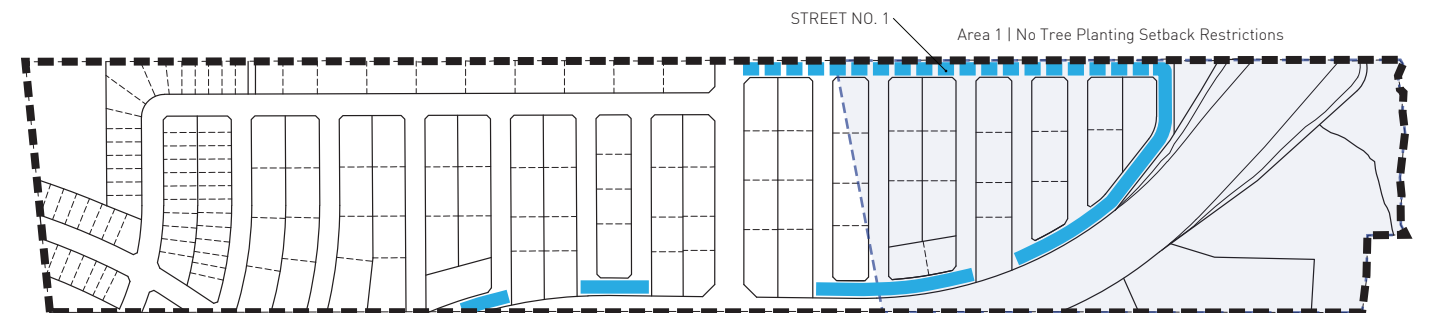 STREET NO. 1
Area 1 | No Tree Planting Setback Restrictions